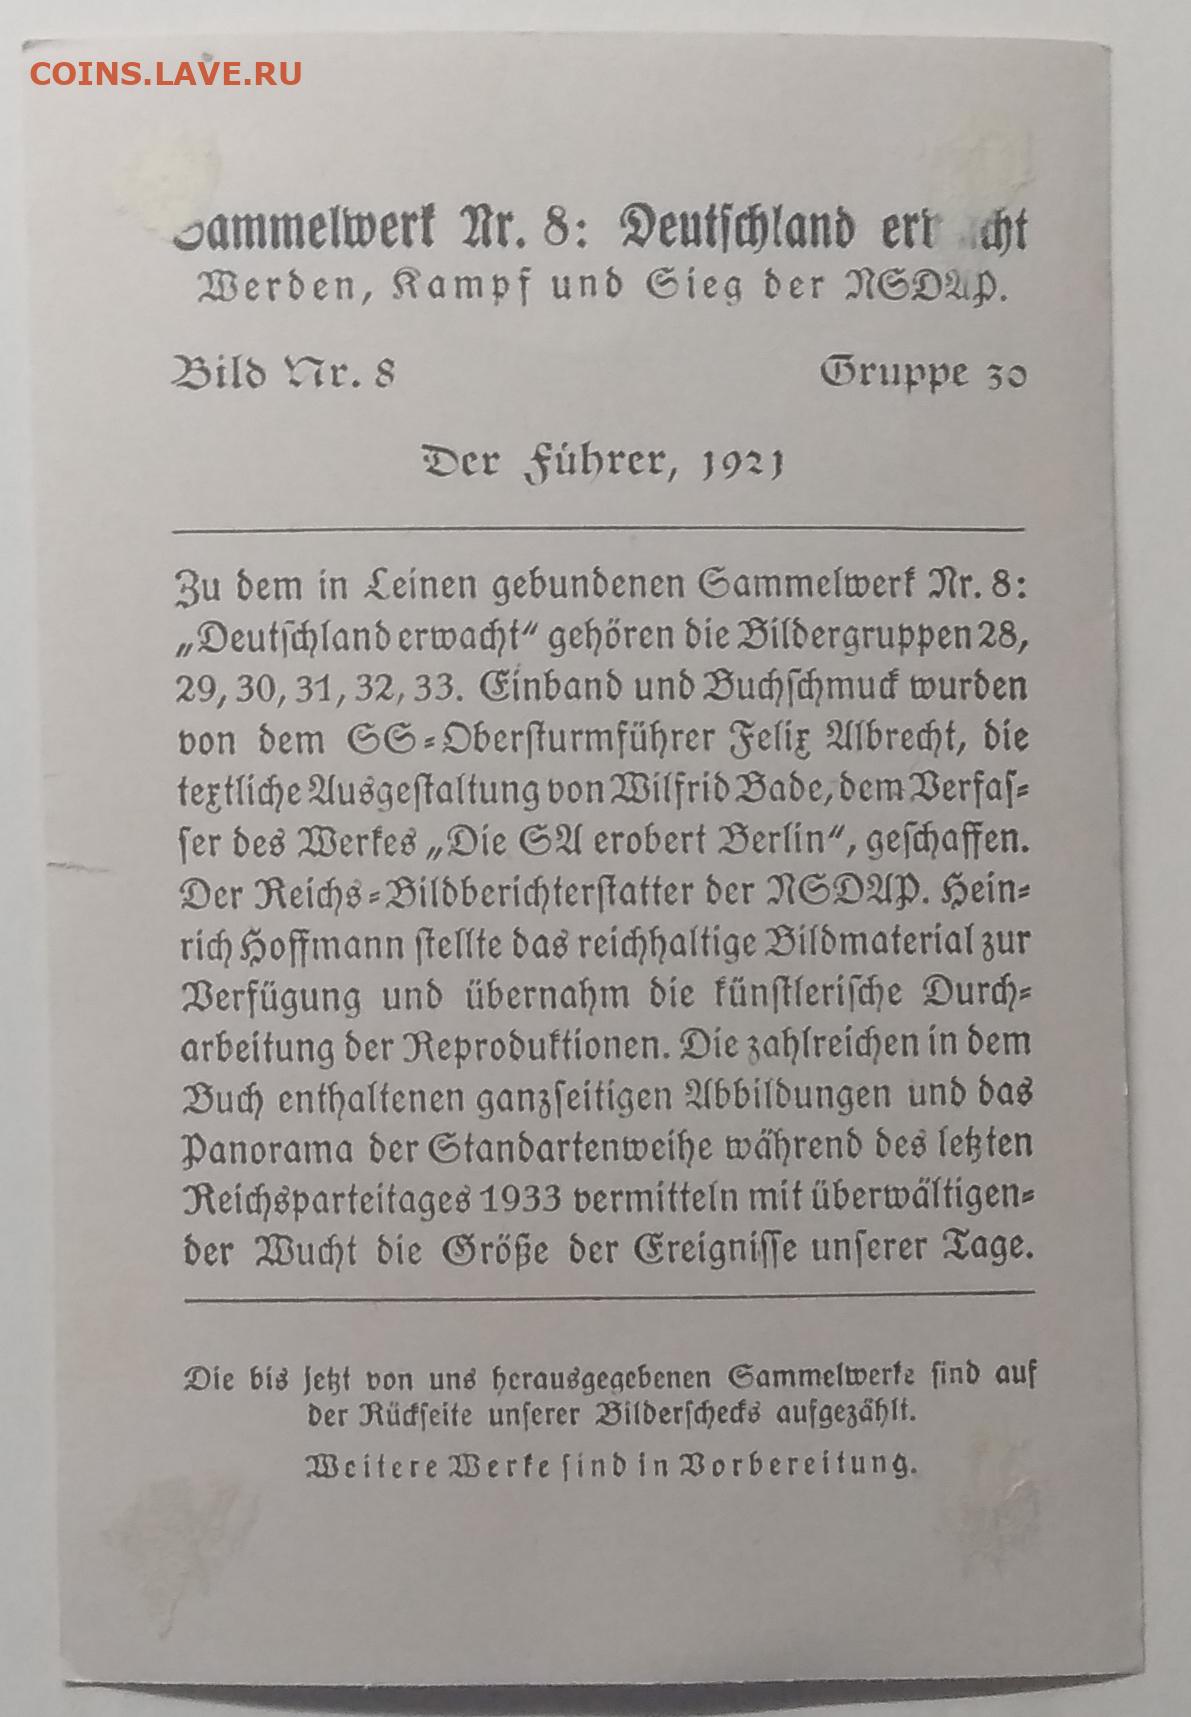 COINS.LAVE.RU
Sammelwerk Nr. 8: Deutschland erwacht
Werden, Kampf und Sieg der NSDAP.
Bild Nr. 8 Gruppe 30
Der Führer, 1921
Zu dem in Leinen gebundenen Sammelwerk Nr. 8:
„Deutschland erwacht“ gehören die Bildergruppen 28,
29, 30, 31, 32, 33. Einband und Buchschmuck wurden
von dem SS-Obersturmführer Felix Albrecht, die
textliche Ausgestaltung von Wilfrid Bade, dem Verfas-
ser des Werkes „Die SA erobert Berlin“, geschaffen.
Der Reichs-Bildberichterstatter der NSDAP. Hein-
rich Hoffmann stellte das reichhaltige Bildmaterial zur
Verfügung und übernahm die künstlerische Durch-
arbeitung der Reproduktionen. Die zahlreichen in dem
Buch enthaltenen ganzseitigen Abbildungen und das
Panorama der Standartenweihe während des letzten
Reichsparteitages 1933 vermitteln mit überwältigen-
der Wucht die Größe der Ereignisse unserer Tage.
Die bis jetzt von uns herausgegebenen Sammelwerke sind auf
der Rückseite unserer Bilderschecks aufgezählt.
Weitere Werke sind in Vorbereitung.